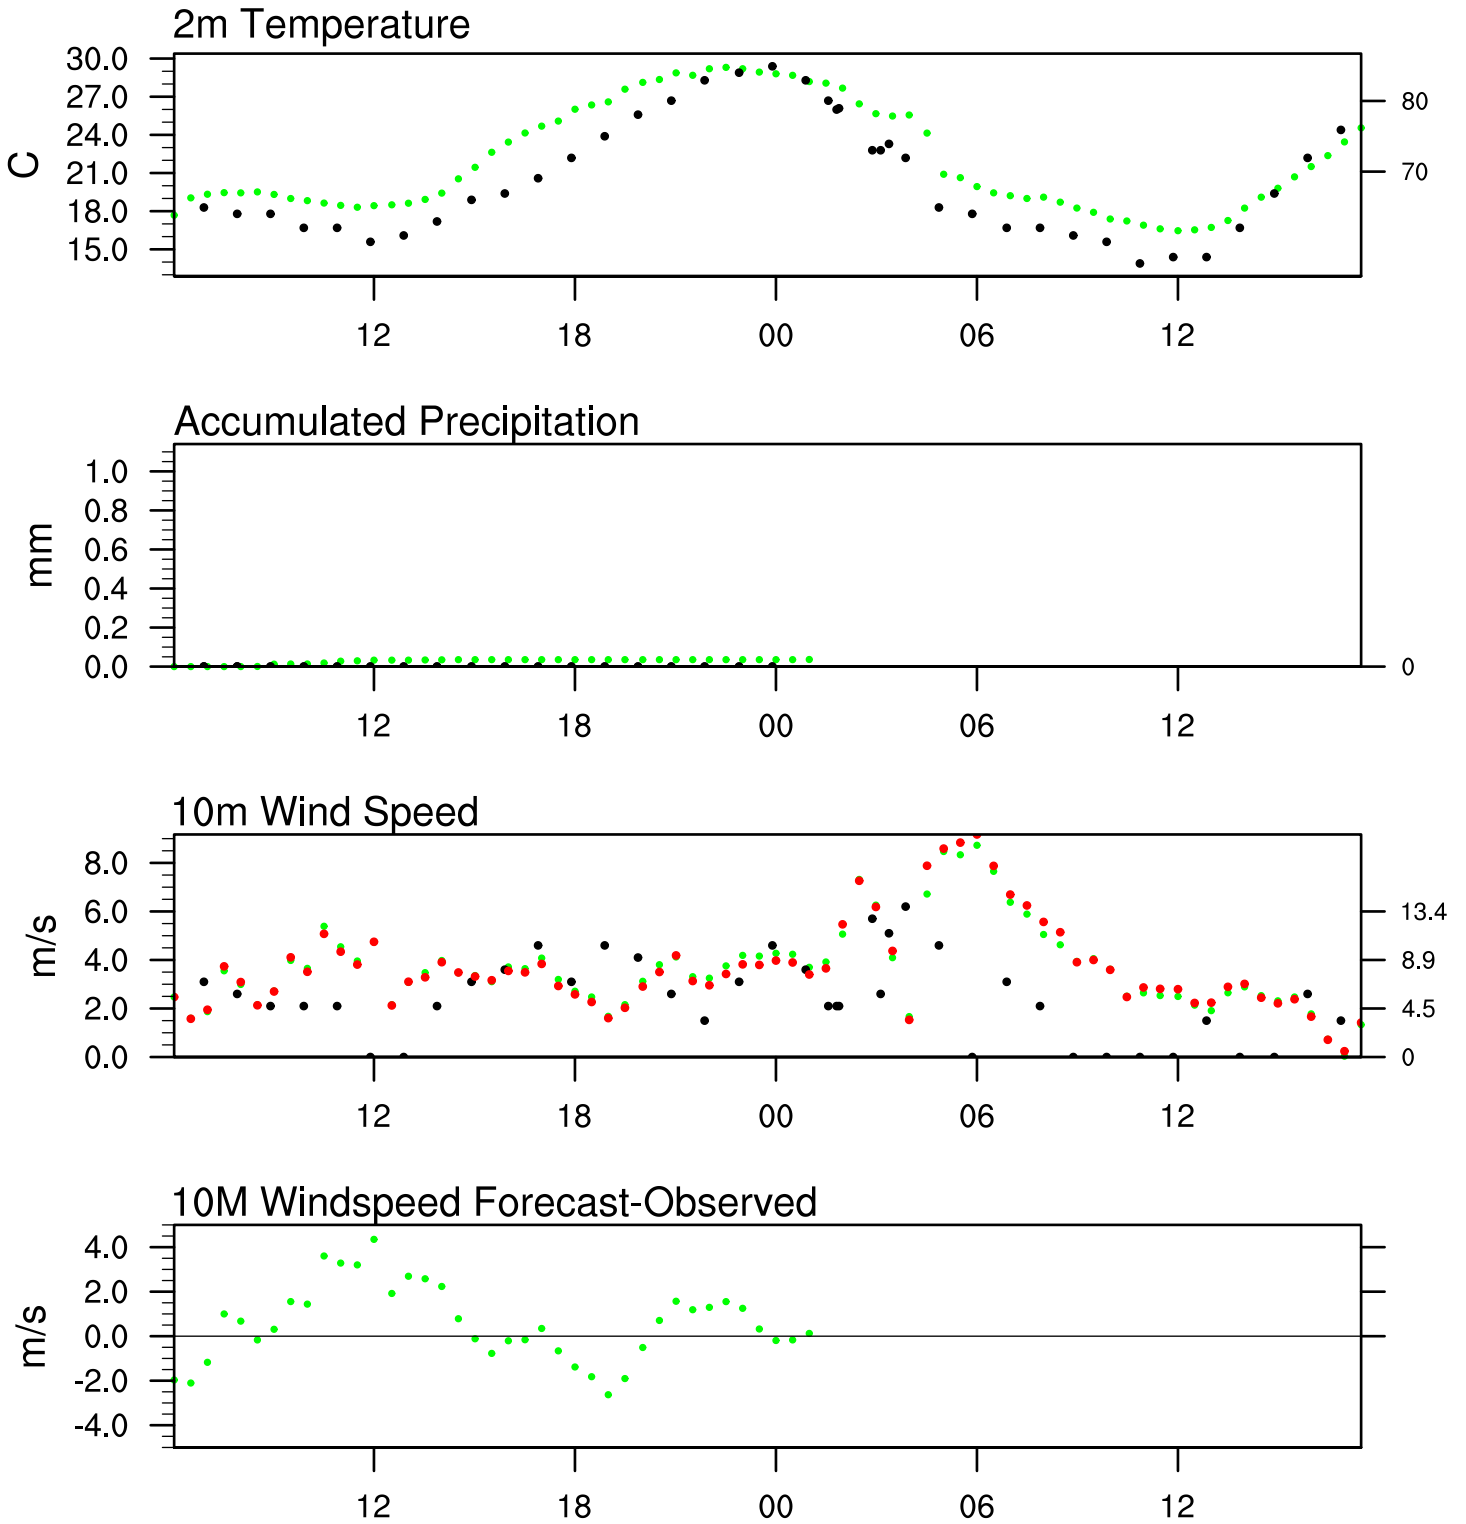 2m Temperature
30.0
27.0
24.0
21.0
18.0
15.0
C
80
70
12 18 00 06 12
Accumulated Precipitation
1.0
0.8
0.6
0.4
0.2
0.0
mm
0
12 18 00 06 12
10m Wind Speed
8.0
6.0
4.0
2.0
0.0
m/s
13.4
8.9
4.5
0
12 18 00 06 12
10M Windspeed Forecast-Observed
4.0
2.0
0.0
-2.0
-4.0
m/s
12 18 00 06 12